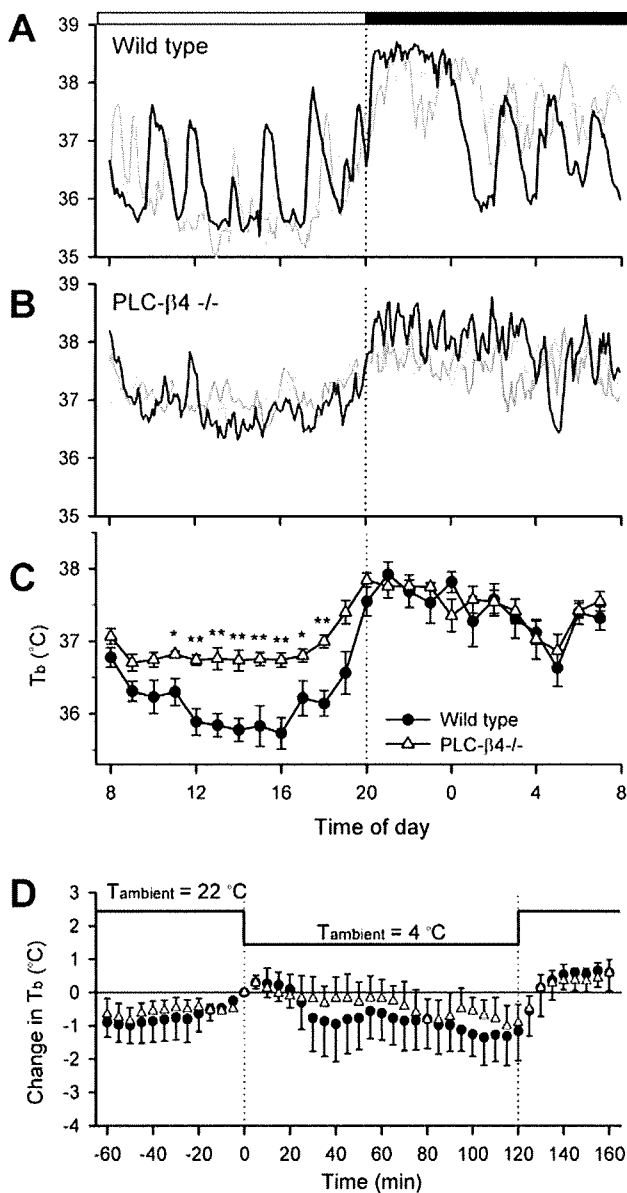 A
Wild type
39
38
37
36
35
B
PLC-β4 -/-
39
38
37
36
35
C
38
37
36
Tb (°C)
* ** ** ** ** ** * **
Wild type
PLC-β4-/-
8 12 16 20 0 4 8
Time of day
D
Tambient = 22 °C
Tambient = 4 °C
3
2
1
0
-1
-2
-3
-4
Change in Tb (°C)
-60 -40 -20 0 20 40 60 80 100 120 140 160
Time (min)